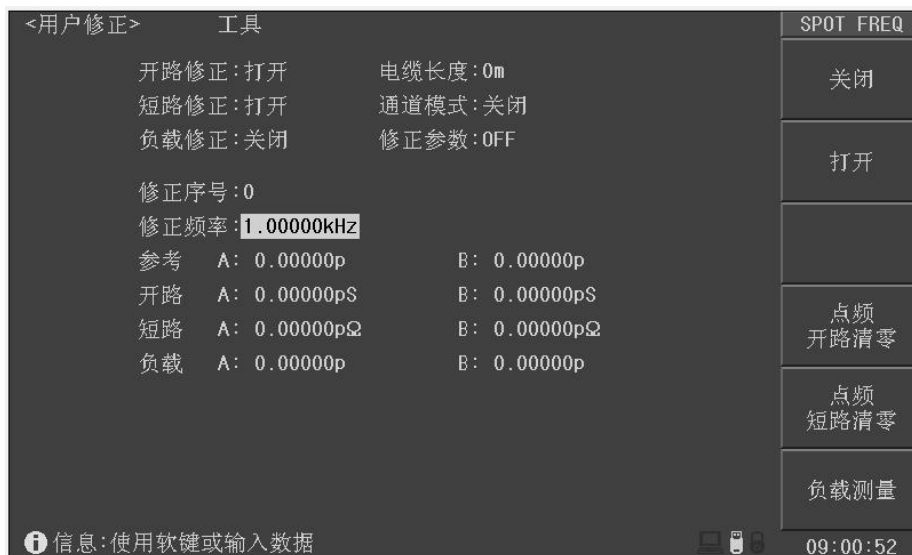 <用户修正> 工具 SPOT FREQ
开路修正:打开 电缆长度:0m
短路修正:打开 通道模式:关闭
负载修正:关闭 修正参数:OFF
修正序号:0
修正频率:1.00000kHz
参考 A: 0.00000p B: 0.00000p
开路 A: 0.00000pS B: 0.00000pS
短路 A: 0.00000pΩ B: 0.00000pΩ
负载 A: 0.00000p B: 0.00000p
关闭
打开
点频
开路清零
点频
短路清零
负载测量
信息:使用软键或输入数据 09:00:52